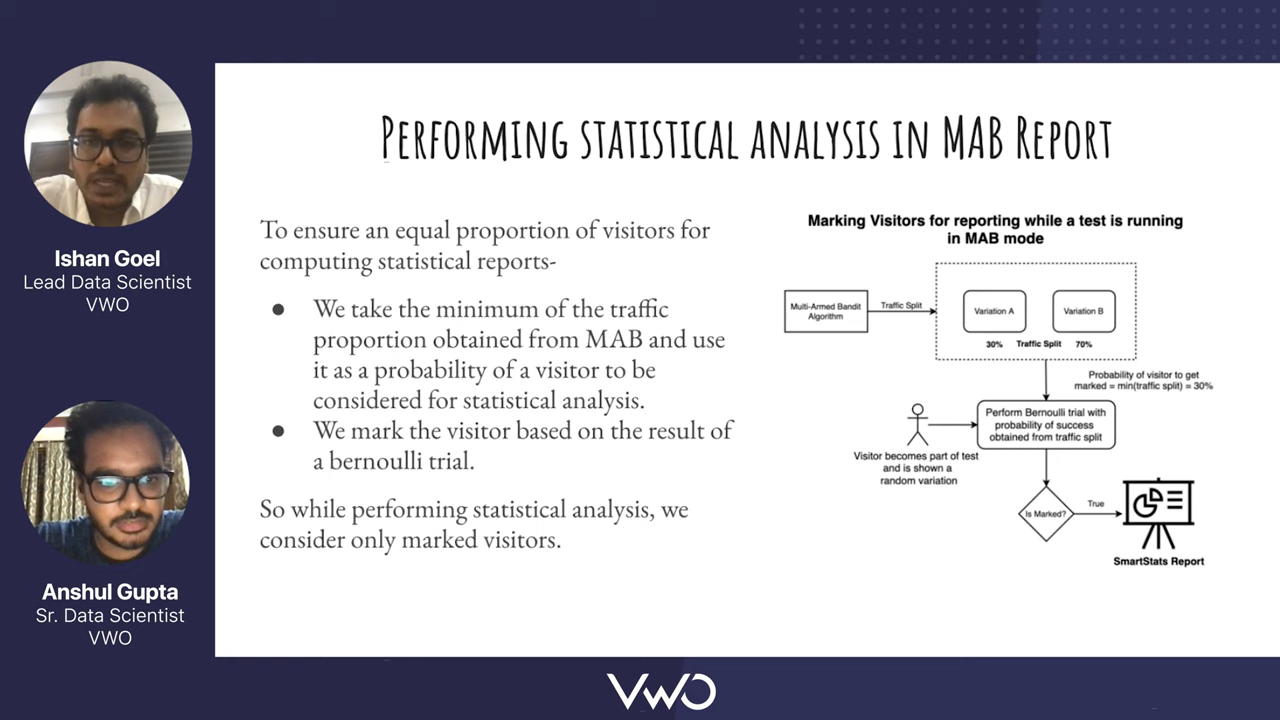 Ishan Goel
Lead Data Scientist
VWO
Anshul Gupta
Sr. Data Scientist
VWO
PERFORMING STATISTICAL ANALYSIS IN MAB REPORT
To ensure an equal proportion of visitors for
computing statistical reports-
● We take the minimum of the traffic
proportion obtained from MAB and use
it as a probability of a visitor to be
considered for statistical analysis.
● We mark the visitor based on the result of
a bernoulli trial.
So while performing statistical analysis, we
consider only marked visitors.
Marking Visitors for reporting while a test is running
in MAB mode
Multi-Armed Bandit
Algorithm
Traffic Split
Variation A
Variation B
30% Traffic Split 70%
Probability of visitor to get
marked = min(traffic split) = 30%
Perform Bernoulli trial with
probability of success
obtained from traffic split
Visitor becomes part of test
and is shown a
random variation
Is Marked?
True
SmartStats Report
VWO